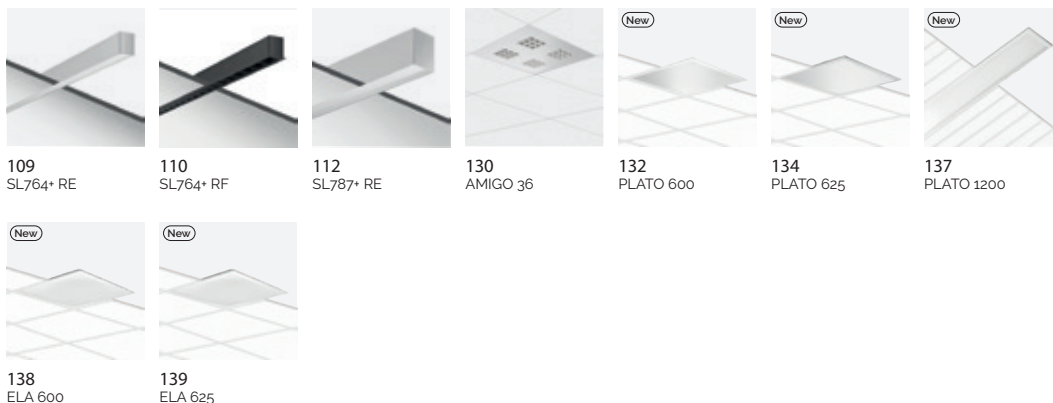 New
New
New
109
SL764+ RE
110
SL764+ RF
112
SL787+ RE
130
AMIGO 36
132
PLATO 600
134
PLATO 625
137
PLATO 1200
New
New
138
ELA 600
139
ELA 625